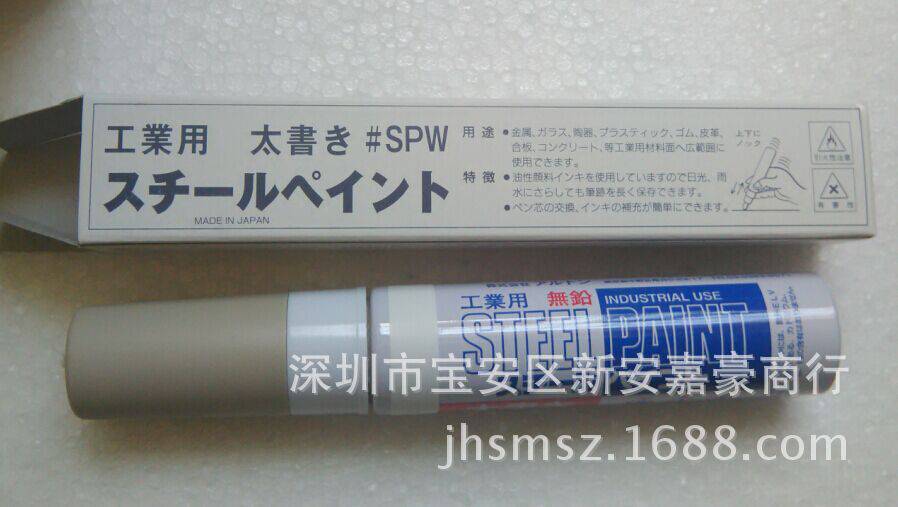 工業用 太書き #SPW
スチールペイント
MADE IN JAPAN
用途 ●金属、ガラス、陶器、プラスティック、ゴム、皮革、
合板、コンクリート、等工業用材料面へ広範囲に
使用できます。
特徴 ●油性顔料インキを使用していますので日光、雨
水にさらしても筆跡を長く保存できます。
●ペン芯の交換、インキの補充が簡単にできます。
上下に
ノック
引火性注意
有害性
工業用 無鉛 INDUSTRIAL USE
STEEL PAINT
深圳市宝安区新安嘉豪商行
jhsmsz.1688.com